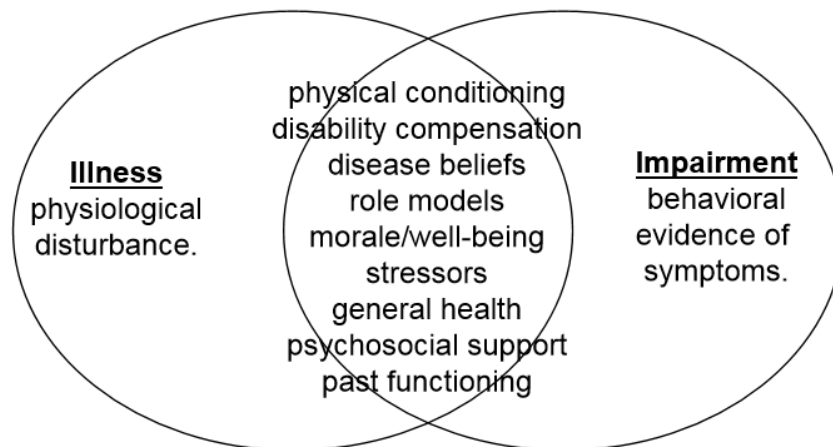 Illness
physiological
disturbance.
physical conditioning
disability compensation
disease beliefs
role models
morale/well-being
stressors
general health
psychosocial support
past functioning
Impairment
behavioral
evidence of
symptoms.